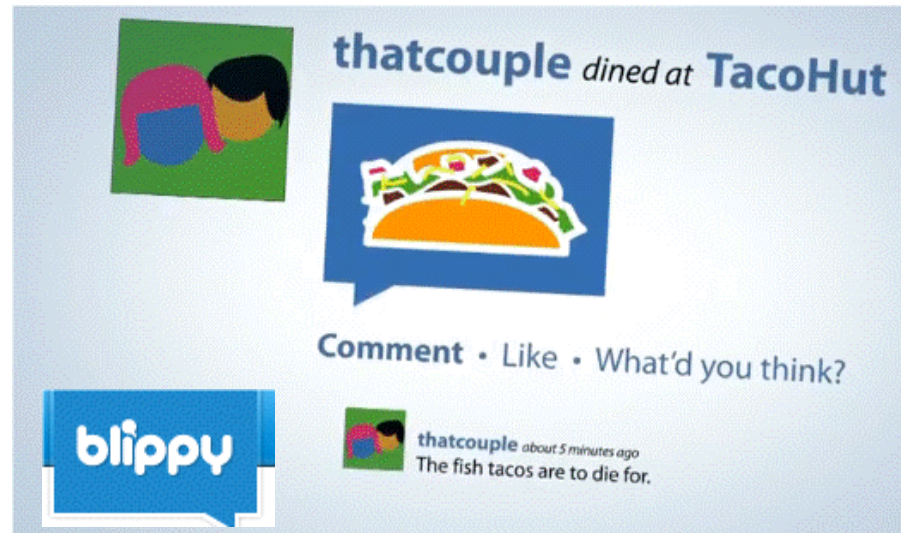 thatcouple dined at TacoHut
Comment • Like • What'd you think?
thatcouple about 5 minutes ago
The fish tacos are to die for.
blippy